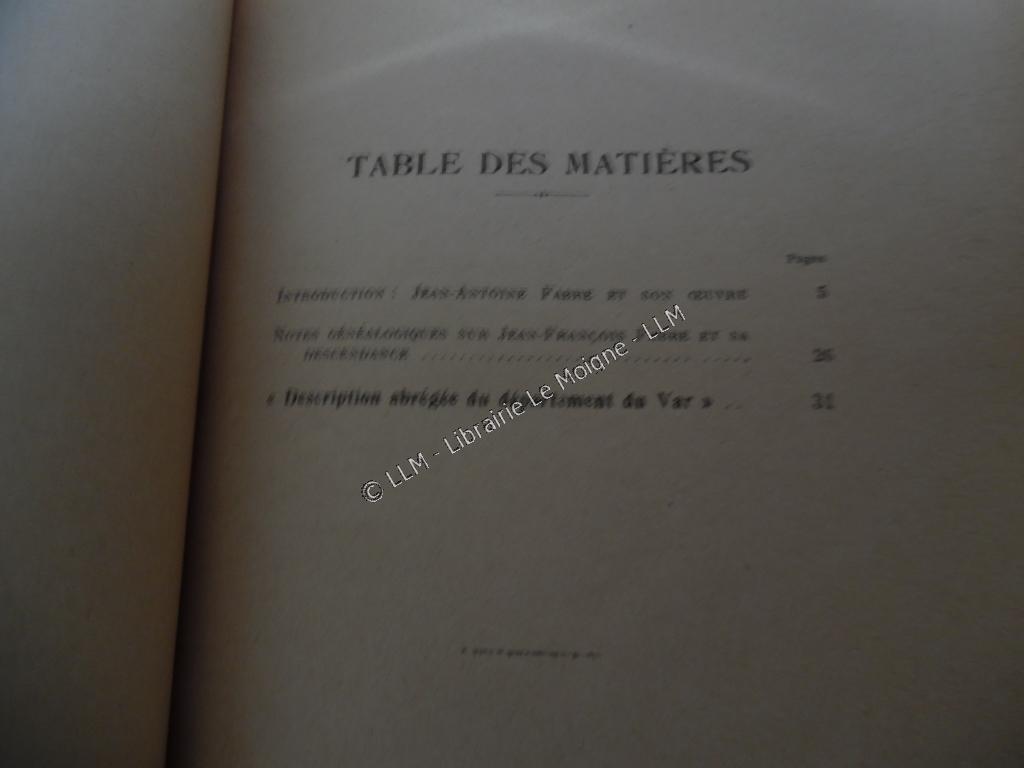 TABLE DES MATIÈRES
Pages
INTRODUCTION : JEAN-ANTOINE FABRE ET SON ŒUVRE 5
NOTES GÉNÉALOGIQUES SUR JEAN-FRANÇOIS FABRE ET SA
DESCENDANCE .......................................... 26
« Description abrégée du département du Var » .. 31
© LLM - Librairie Le Moigne - LLM